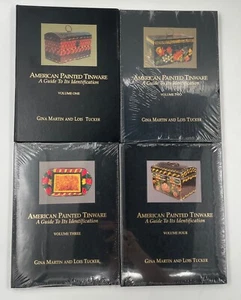 AMERICAN PAINTED TINWARE
A Guide To Its Identification
VOLUME ONE
GINA MARTIN AND LOIS TUCKER
AMERICAN PAINTED TINWARE
A Guide To Its Identification
VOLUME TWO
GINA MARTIN AND LOIS TUCKER
AMERICAN PAINTED TINWARE
A Guide To Its Identification
VOLUME THREE
GINA MARTIN AND LOIS TUCKER
AMERICAN PAINTED TINWARE
A Guide To Its Identification
VOLUME FOUR
GINA MARTIN AND LOIS TUCKER